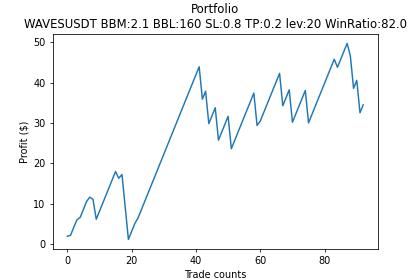 Portfolio
WAVESUSDT BBM:2.1 BBL:160 SL:0.8 TP:0.2 lev:20 WinRatio:82.0
50
40
30
20
10
0
Profit ($)
0 20 40 60 80
Trade counts